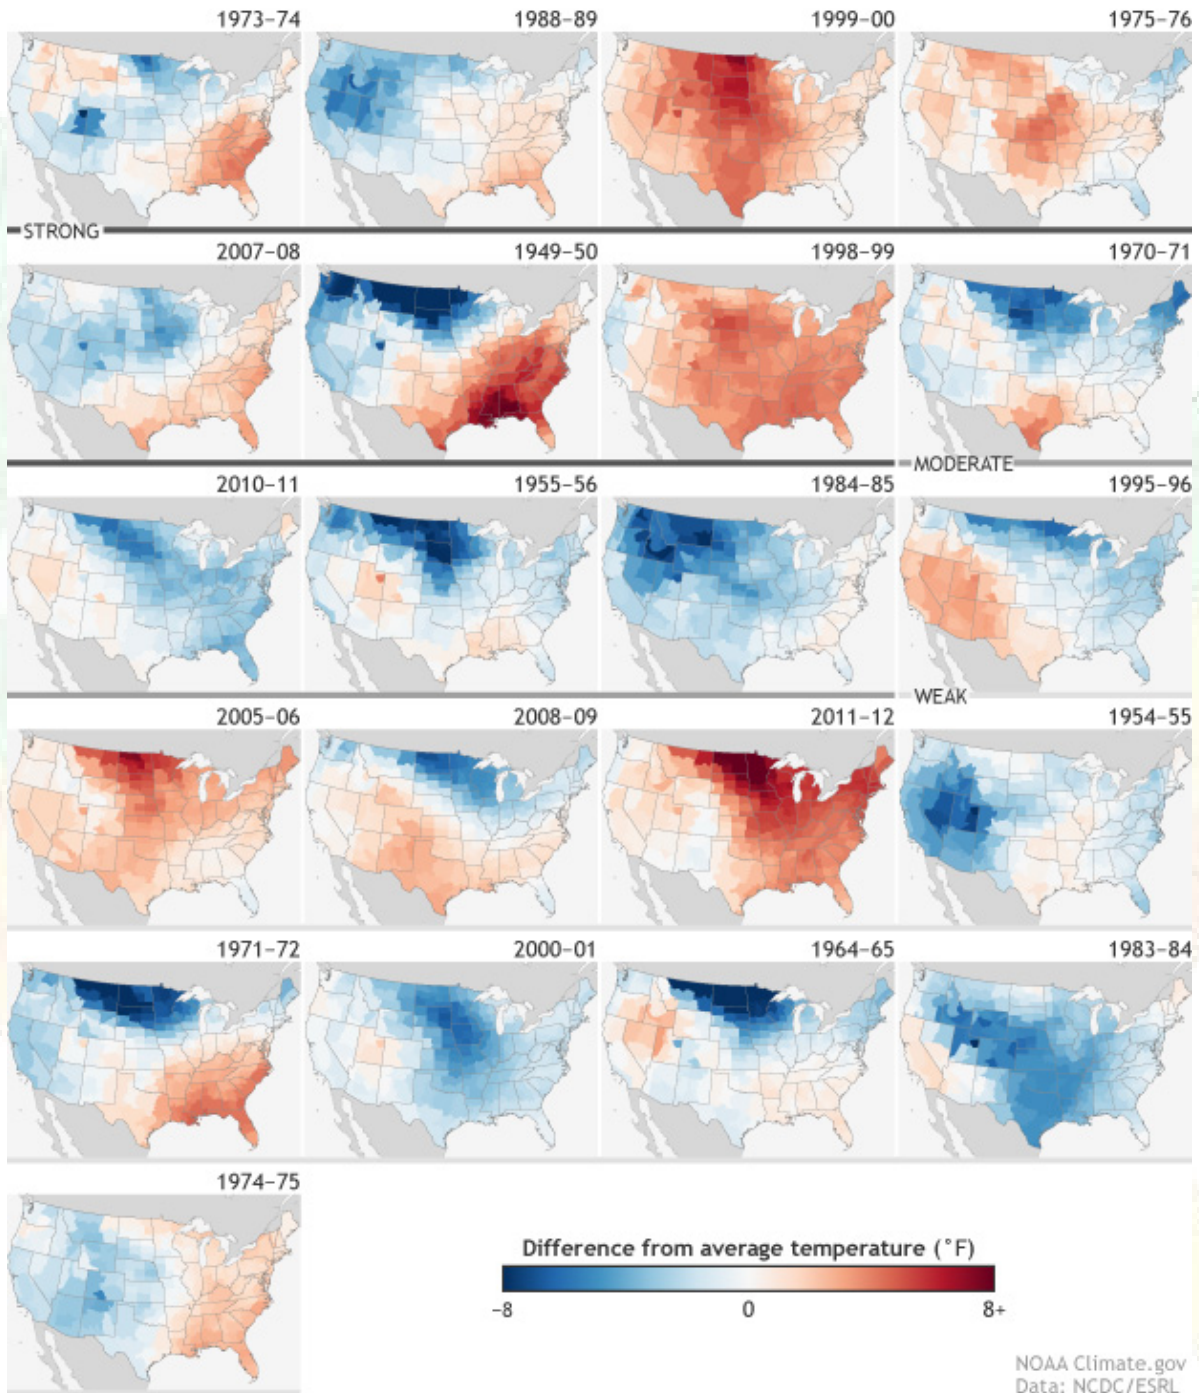 1973–74 1988–89 1999–00 1975–76
STRONG
2007–08 1949–50 1998–99 1970–71
MODERATE
2010–11 1955–56 1984–85 1995–96
WEAK
2005–06 2008–09 2011–12 1954–55
1971–72 2000–01 1964–65 1983–84
1974–75
Difference from average temperature (°F)
–8 0 8+
NOAA Climate.gov
Data: NCDC/ESRL